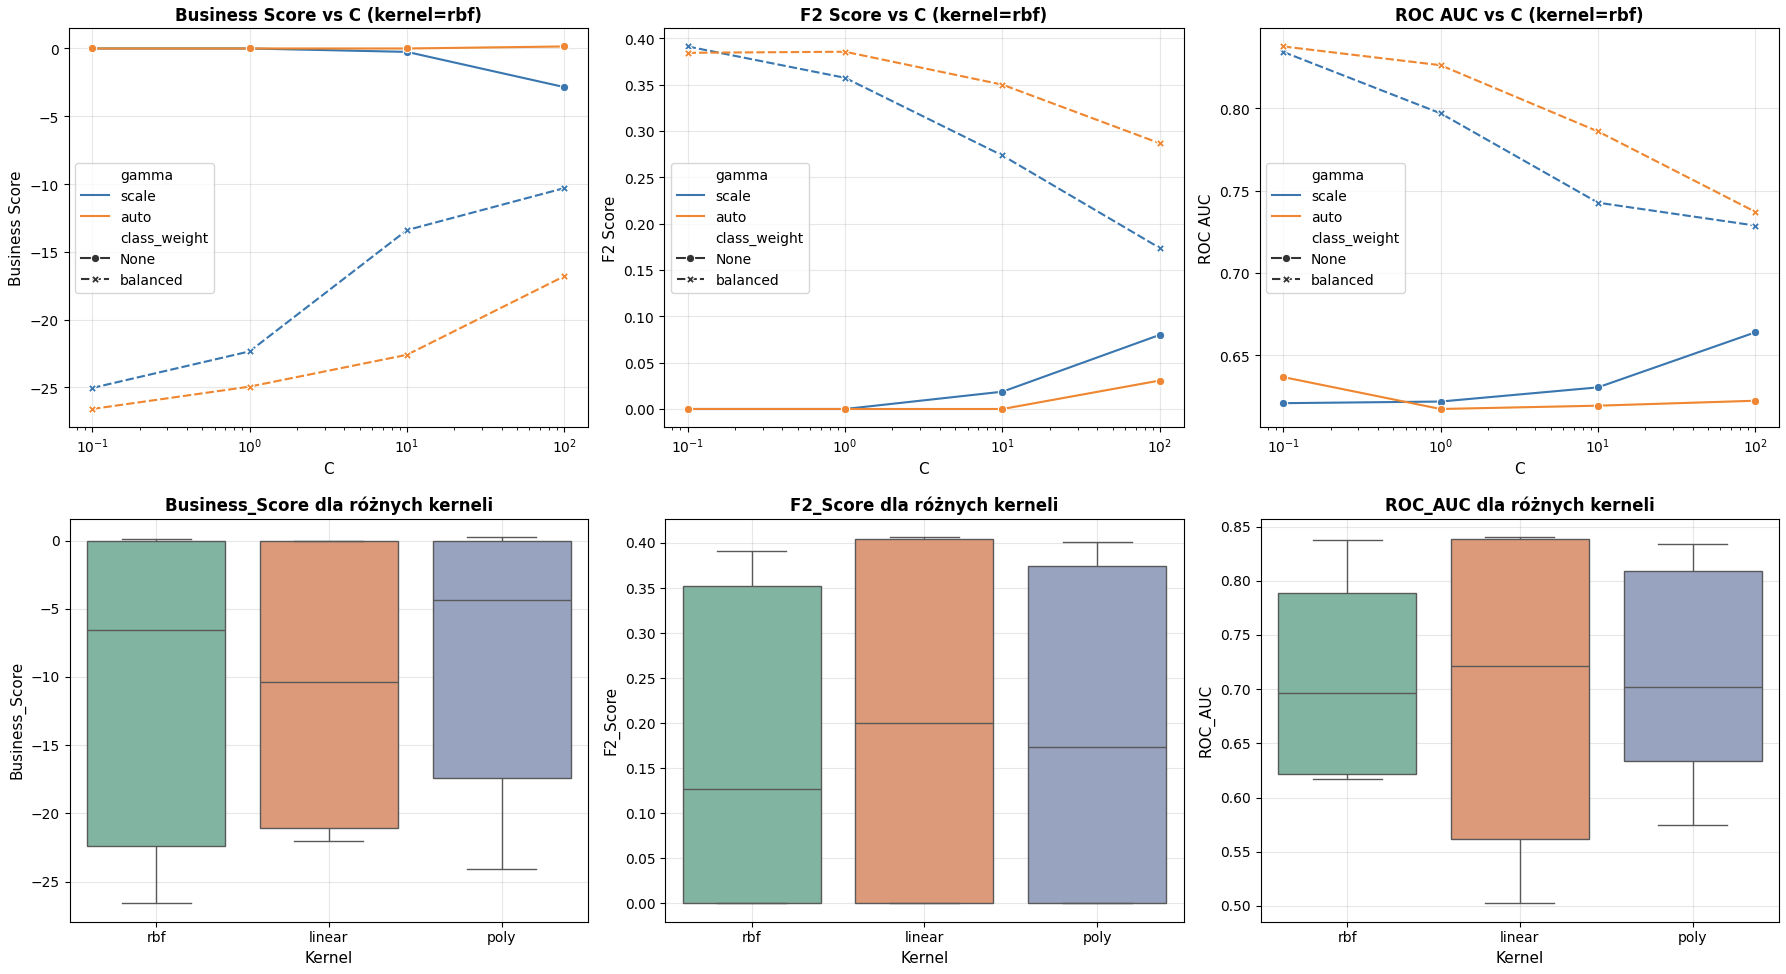 Business Score vs C (kernel=rbf)
Business Score
0
−5
−10
−15
−20
−25
gamma
scale
auto
class_weight
None
balanced
10⁻¹
10⁰
10¹
10²
C
F2 Score vs C (kernel=rbf)
F2 Score
0.40
0.35
0.30
0.25
0.20
0.15
0.10
0.05
0.00
gamma
scale
auto
class_weight
None
balanced
10⁻¹
10⁰
10¹
10²
C
ROC AUC vs C (kernel=rbf)
ROC AUC
0.80
0.75
0.70
0.65
gamma
scale
auto
class_weight
None
balanced
10⁻¹
10⁰
10¹
10²
C
Business_Score dla różnych kerneli
Business_Score
0
−5
−10
−15
−20
−25
rbf
linear
poly
Kernel
F2_Score dla różnych kerneli
F2_Score
0.40
0.35
0.30
0.25
0.20
0.15
0.10
0.05
0.00
rbf
linear
poly
Kernel
ROC_AUC dla różnych kerneli
ROC_AUC
0.85
0.80
0.75
0.70
0.65
0.60
0.55
0.50
rbf
linear
poly
Kernel